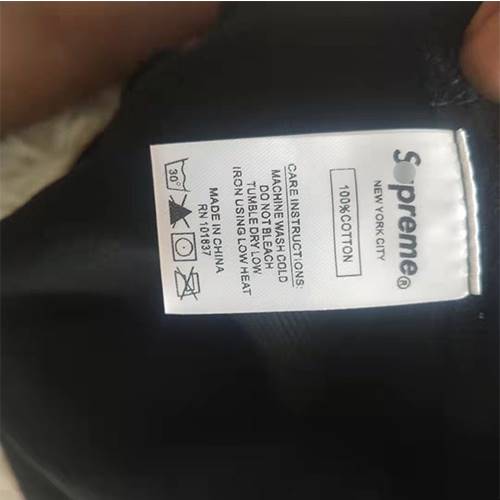 Supreme®
NEW YORK CITY
100%COTTON
CARE INSTRUCTIONS:
MACHINE WASH COLD
DO NOT BLEACH
TUMBLE DRY LOW
IRON USING LOW HEAT
MADE IN CHINA
RN 101837
30°